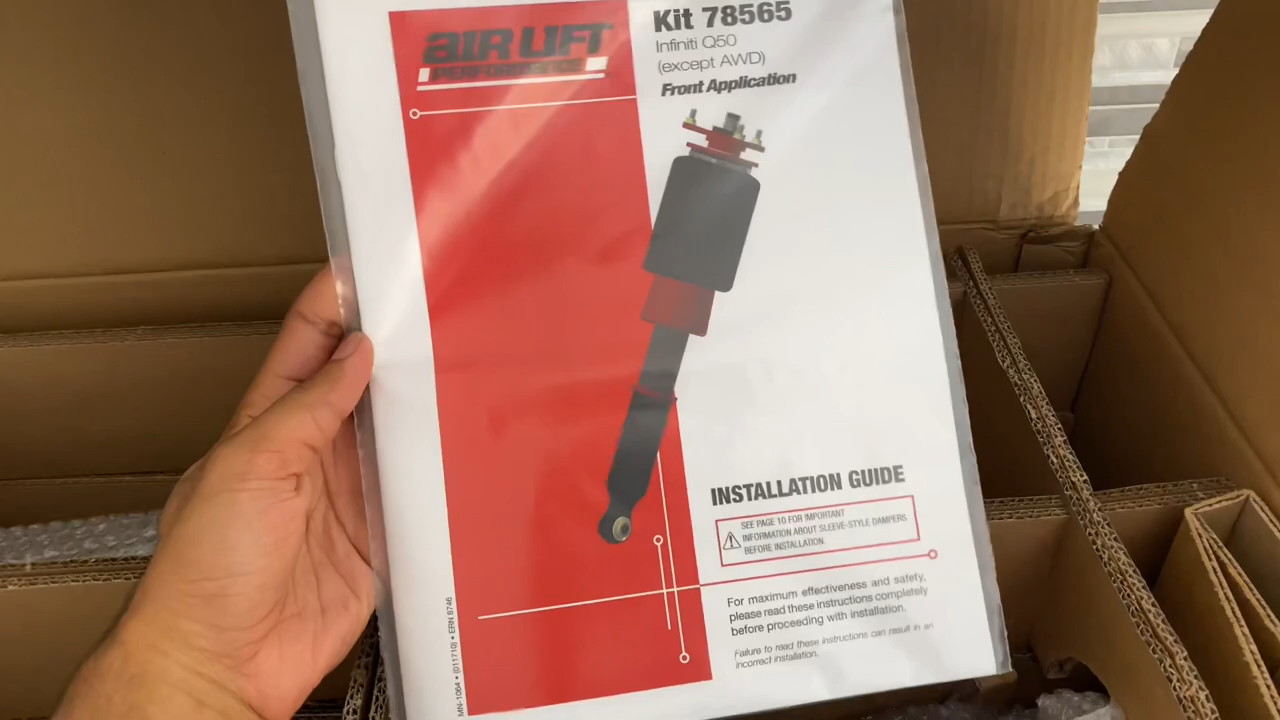 AIR LIFT
PERFORMANCE
Kit 78565
Infiniti Q50
(except AWD)
Front Application
INSTALLATION GUIDE
SEE PAGE 10 FOR IMPORTANT
INFORMATION ABOUT SLEEVE-STYLE DAMPERS
BEFORE INSTALLATION.
For maximum effectiveness and safety,
please read these instructions completely
before proceeding with installation.
Failure to read these instructions can result in an
incorrect installation.
MN-1064 • (011710) • ERN 8746